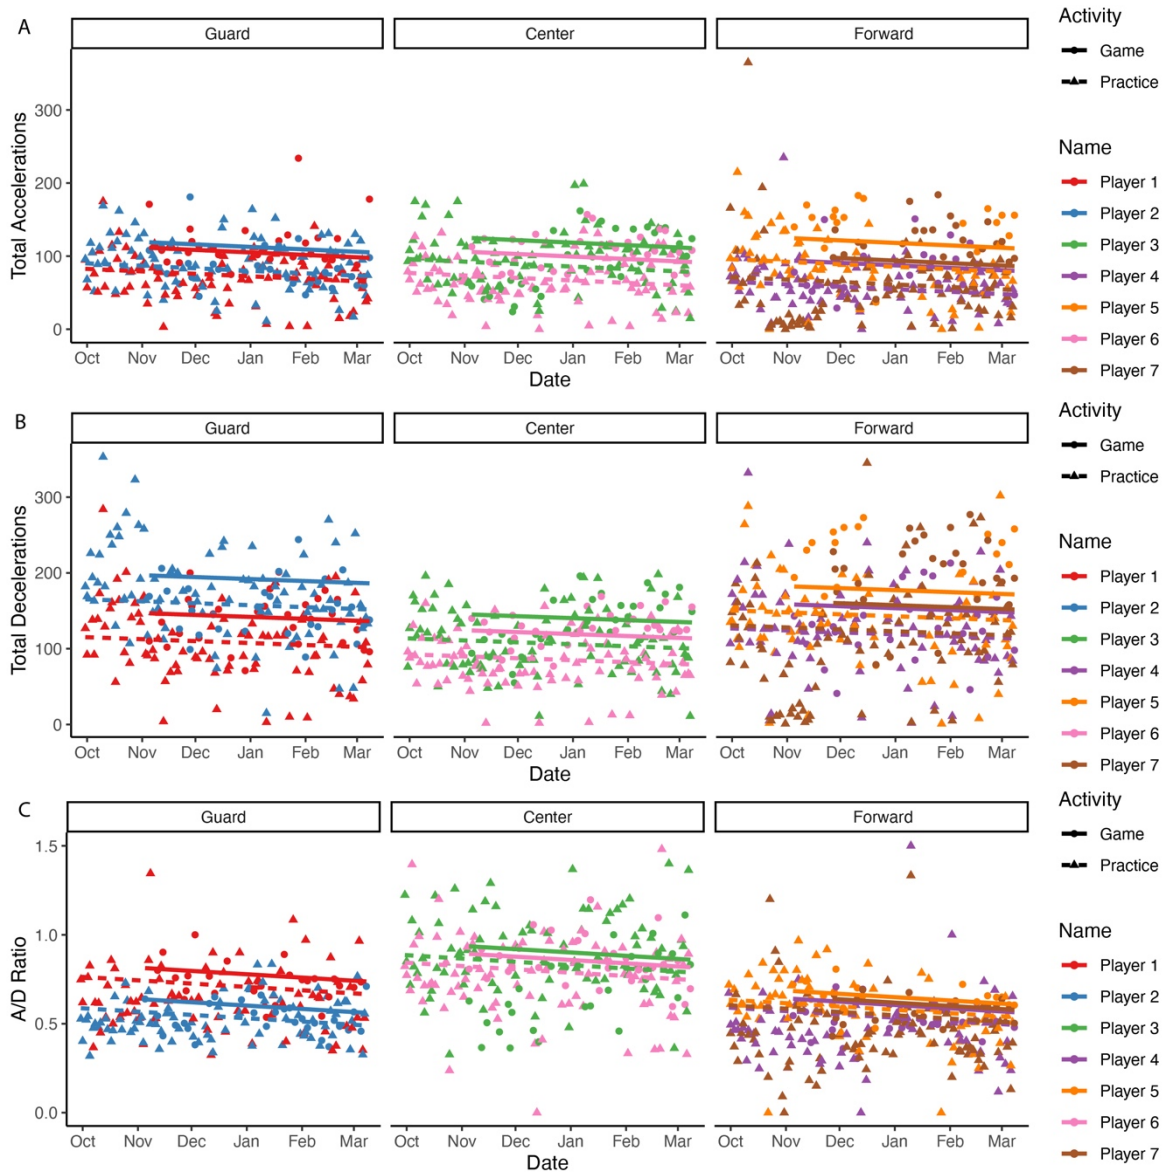 A
Guard
Center
Forward
Total Accelerations
300
200
100
0
Oct Nov Dec Jan Feb Mar
Oct Nov Dec Jan Feb Mar
Oct Nov Dec Jan Feb Mar
Date
Activity
Game
Practice
Name
Player 1
Player 2
Player 3
Player 4
Player 5
Player 6
Player 7
B
Guard
Center
Forward
Total Decelerations
300
200
100
0
Oct Nov Dec Jan Feb Mar
Oct Nov Dec Jan Feb Mar
Oct Nov Dec Jan Feb Mar
Date
Activity
Game
Practice
Name
Player 1
Player 2
Player 3
Player 4
Player 5
Player 6
Player 7
C
Guard
Center
Forward
A/D Ratio
1.5
1.0
0.5
0.0
Oct Nov Dec Jan Feb Mar
Oct Nov Dec Jan Feb Mar
Oct Nov Dec Jan Feb Mar
Date
Activity
Game
Practice
Name
Player 1
Player 2
Player 3
Player 4
Player 5
Player 6
Player 7